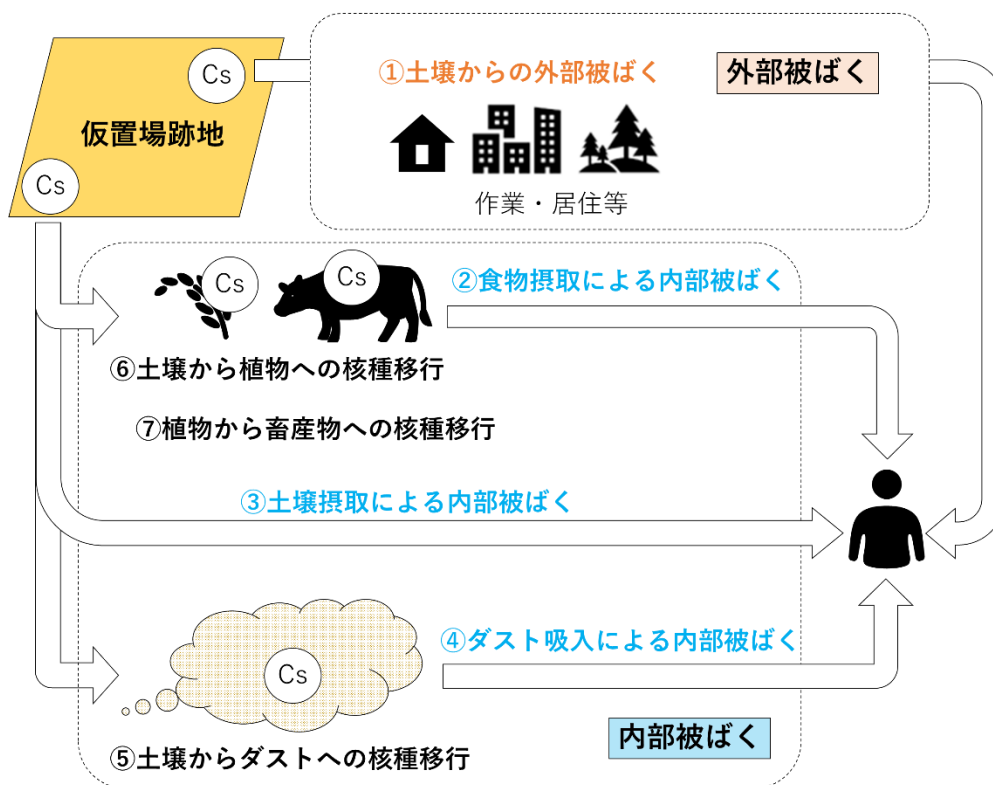 Cs
①土壌からの外部被ばく
外部被ばく
仮置場跡地
Cs
作業・居住等
Cs
Cs
②食物摂取による内部被ばく
⑥土壌から植物への核種移行
⑦植物から畜産物への核種移行
③土壌摂取による内部被ばく
④ダスト吸入による内部被ばく
Cs
内部被ばく
⑤土壌からダストへの核種移行